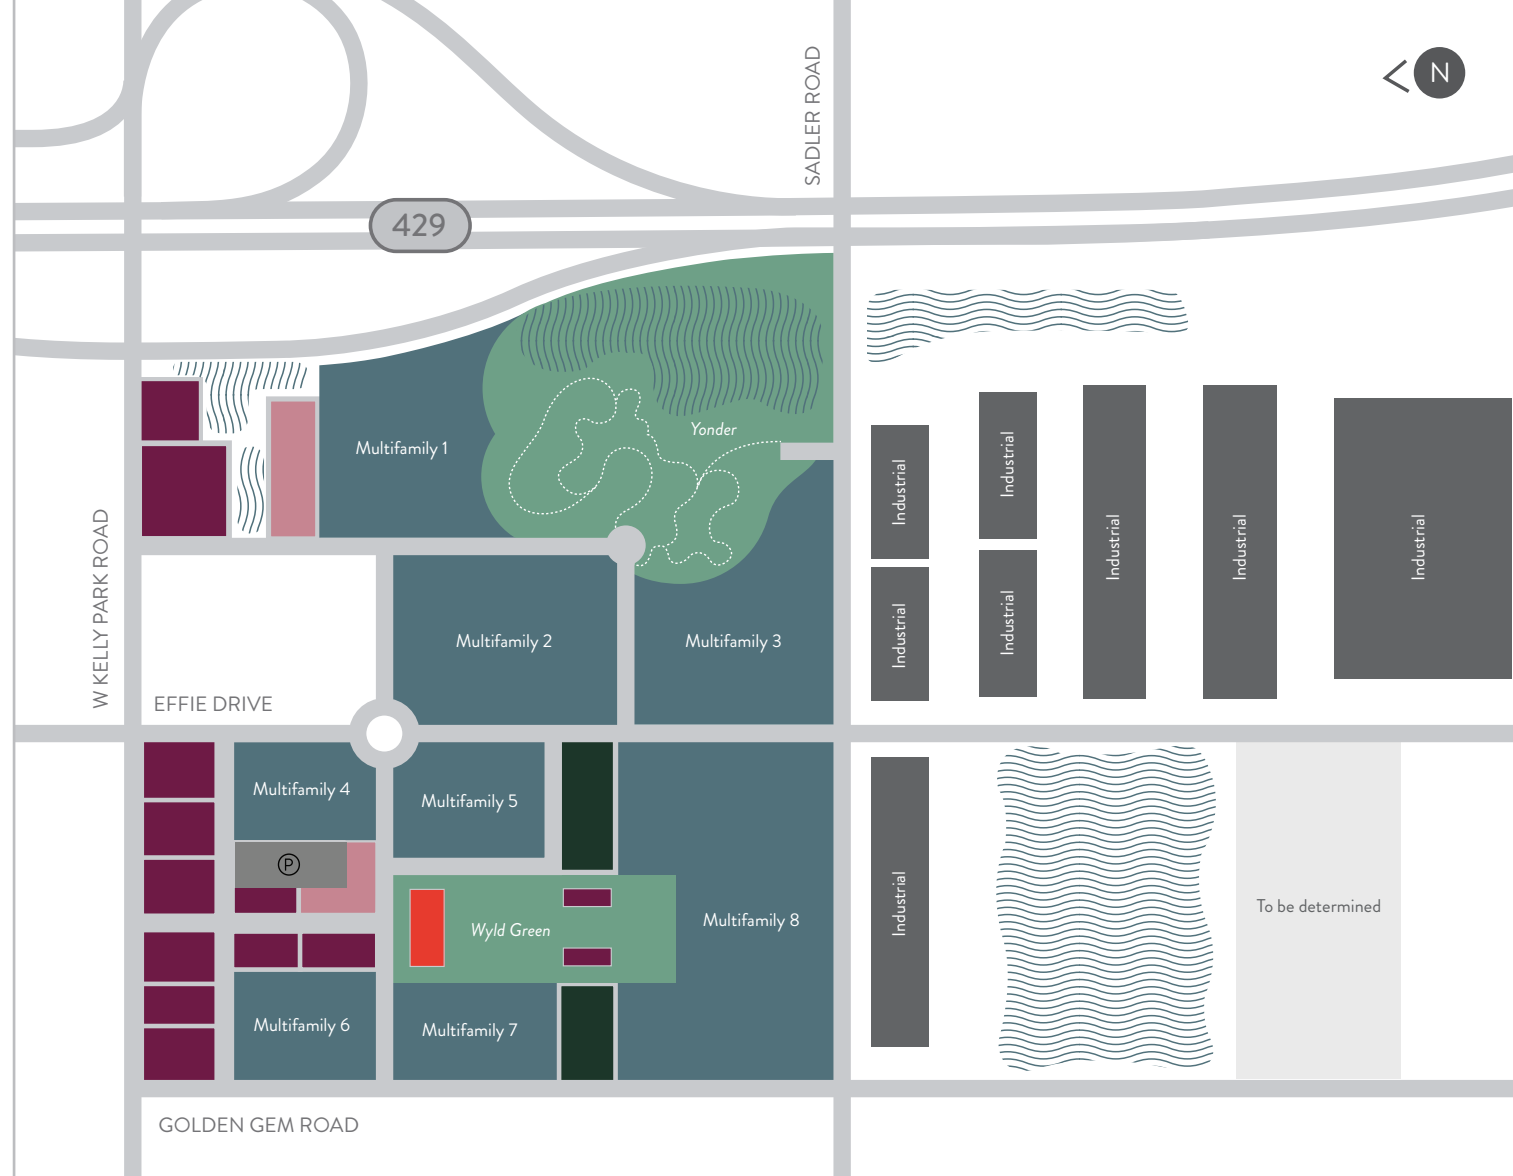 SADLER ROAD
N
429
Yonder
Multifamily 1
Industrial
Industrial
Industrial
Industrial
Industrial
Industrial
Industrial
W KELLY PARK ROAD
Multifamily 2
Multifamily 3
EFFIE DRIVE
Multifamily 4
Multifamily 5
P
Wyld Green
Multifamily 8
Industrial
To be determined
Multifamily 6
Multifamily 7
GOLDEN GEM ROAD